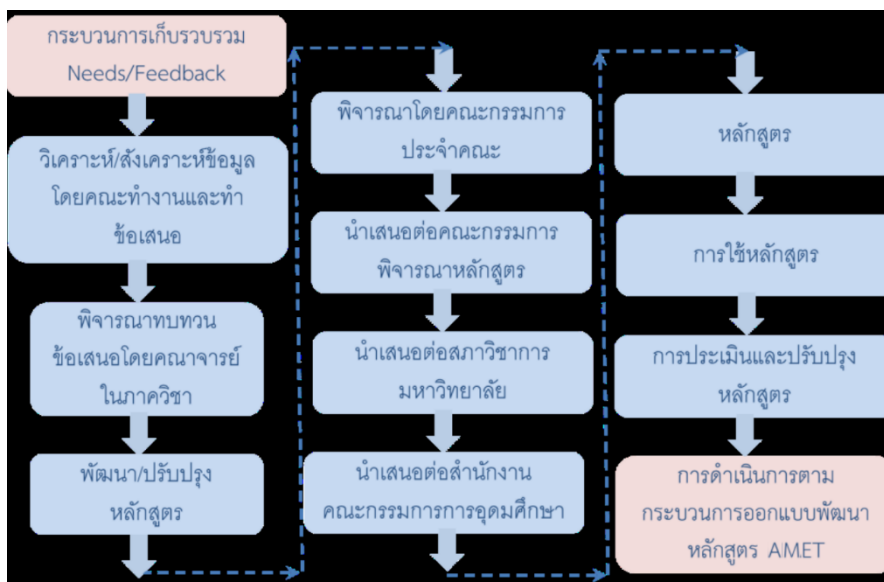 กระบวนการเก็บรวบรวม
Needs/Feedback
วิเคราะห์/สังเคราะห์ข้อมูล
โดยคณะทำงานและทำ
ข้อเสนอ
พิจารณาทบทวน
ข้อเสนอโดยคณาจารย์
ในภาควิชา
พัฒนา/ปรับปรุง
หลักสูตร
พิจารณาโดยคณะกรรมการ
ประจำคณะ
นำเสนอต่อคณะกรรมการ
พิจารณาหลักสูตร
นำเสนอต่อสภาวิชาการ
มหาวิทยาลัย
นำเสนอต่อสำนักงาน
คณะกรรมการการอุดมศึกษา
หลักสูตร
การใช้หลักสูตร
การประเมินและปรับปรุง
หลักสูตร
การดำเนินการตาม
กระบวนการออกแบบพัฒนา
หลักสูตร AMET